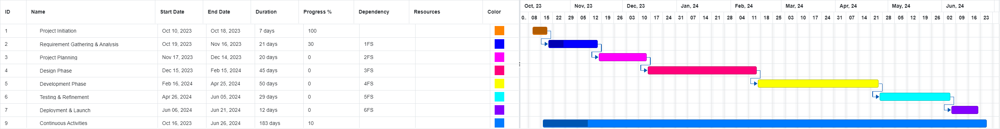 ID Name Start Date End Date Duration Progress % Dependency Resources Color
Oct, 23 Nov, 23 Dec, 23 Jan, 24 Feb, 24 Mar, 24 Apr, 24 May, 24 Jun, 24
0.. 08 15 22 29 05 12 19 26 03 10 17 24 31 07 14 21 28 04 11 18 25 03 10 17 24 31 07 14 21 28 05 12 19 26 02 09 16 23
1 Project Initiation Oct 10, 2023 Oct 18, 2023 7 days 100
2 Requirement Gathering & Analysis Oct 19, 2023 Nov 16, 2023 21 days 30 1FS
3 Project Planning Nov 17, 2023 Dec 14, 2023 20 days 0 2FS
4 Design Phase Dec 15, 2023 Feb 15, 2024 45 days 0 3FS
5 Development Phase Feb 16, 2024 Apr 25, 2024 50 days 0 4FS
6 Testing & Refinement Apr 26, 2024 Jun 05, 2024 29 days 0 5FS
7 Deployment & Launch Jun 06, 2024 Jun 21, 2024 12 days 0 6FS
9 Continuous Activities Oct 16, 2023 Jun 26, 2024 183 days 10